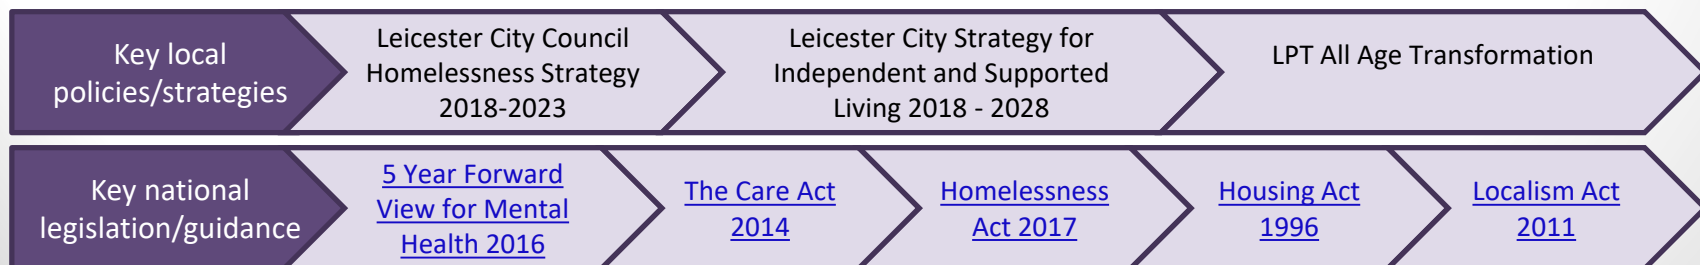 Key local
policies/strategies
Leicester City Council
Homelessness Strategy
2018-2023
Leicester City Strategy for
Independent and Supported
Living 2018 - 2028
LPT All Age Transformation
Key national
legislation/guidance
5 Year Forward
View for Mental
Health 2016
The Care Act
2014
Homelessness
Act 2017
Housing Act
1996
Localism Act
2011